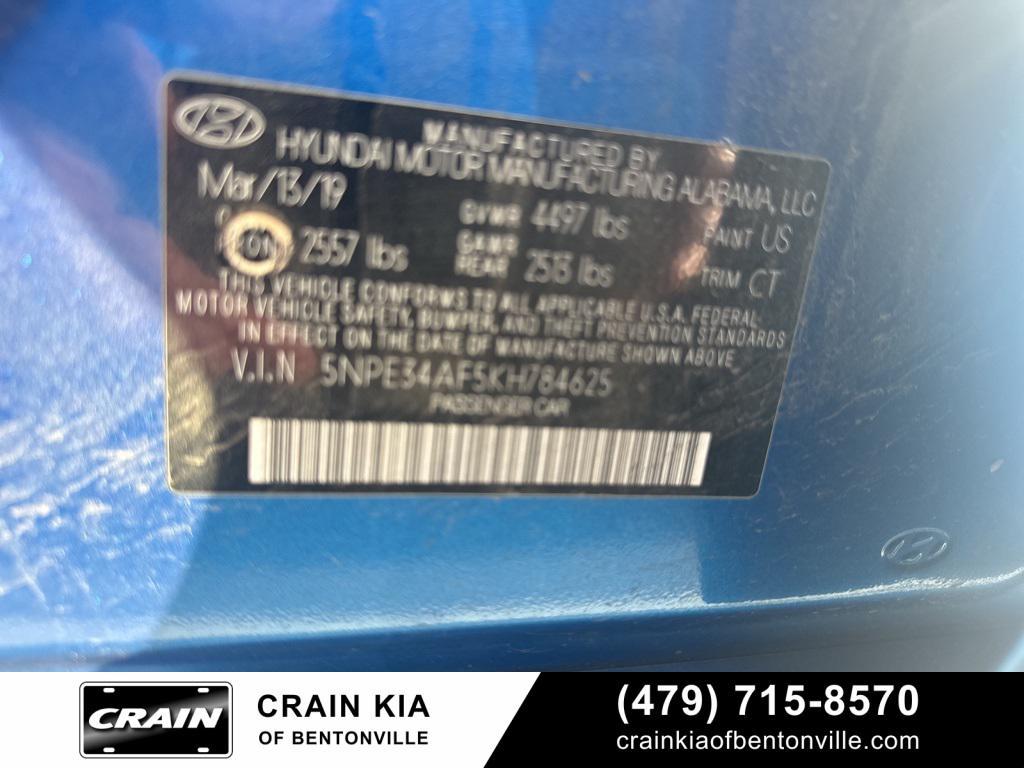 MANUFACTURED BY
HYUNDAI MOTOR MANUFACTURING ALABAMA, LLC
Mar/13/19
GVWR 4497 lbs
PAINT US
2557 lbs
GAWR
REAR 2513 lbs
TRIM CT
THIS VEHICLE CONFORMS TO ALL APPLICABLE U.S.A. FEDERAL
MOTOR VEHICLE SAFETY, BUMPER, AND THEFT PREVENTION STANDARDS
IN EFFECT ON THE DATE OF MANUFACTURE SHOWN ABOVE.
V.I.N 5NPE34AF5KH784625
PASSENGER CAR
CRAIN
CRAIN KIA
OF BENTONVILLE
(479) 715-8570
crainkiaofbentonville.com